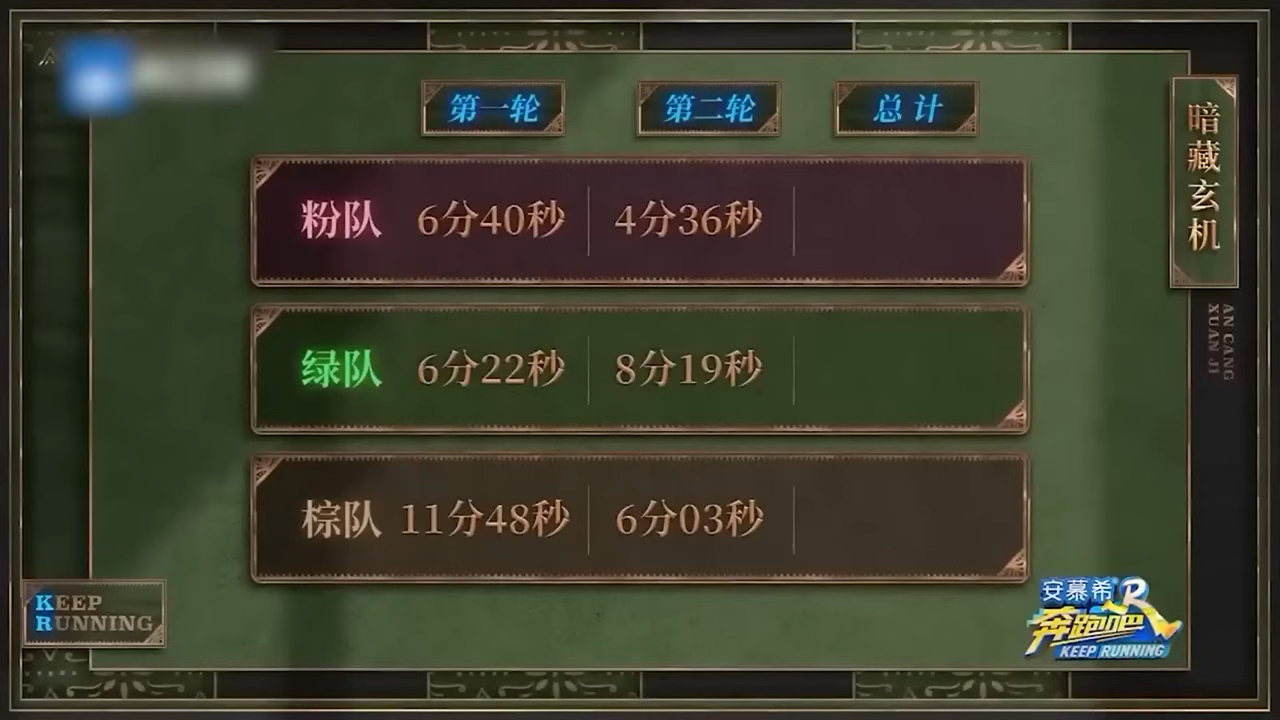 第一轮 第二轮 总计
粉队 6分40秒 4分36秒
绿队 6分22秒 8分19秒
棕队 11分48秒 6分03秒
暗藏玄机
AN CANG
XUAN JI
KEEP
RUNNING
安慕希
奔跑吧
KEEP RUNNING